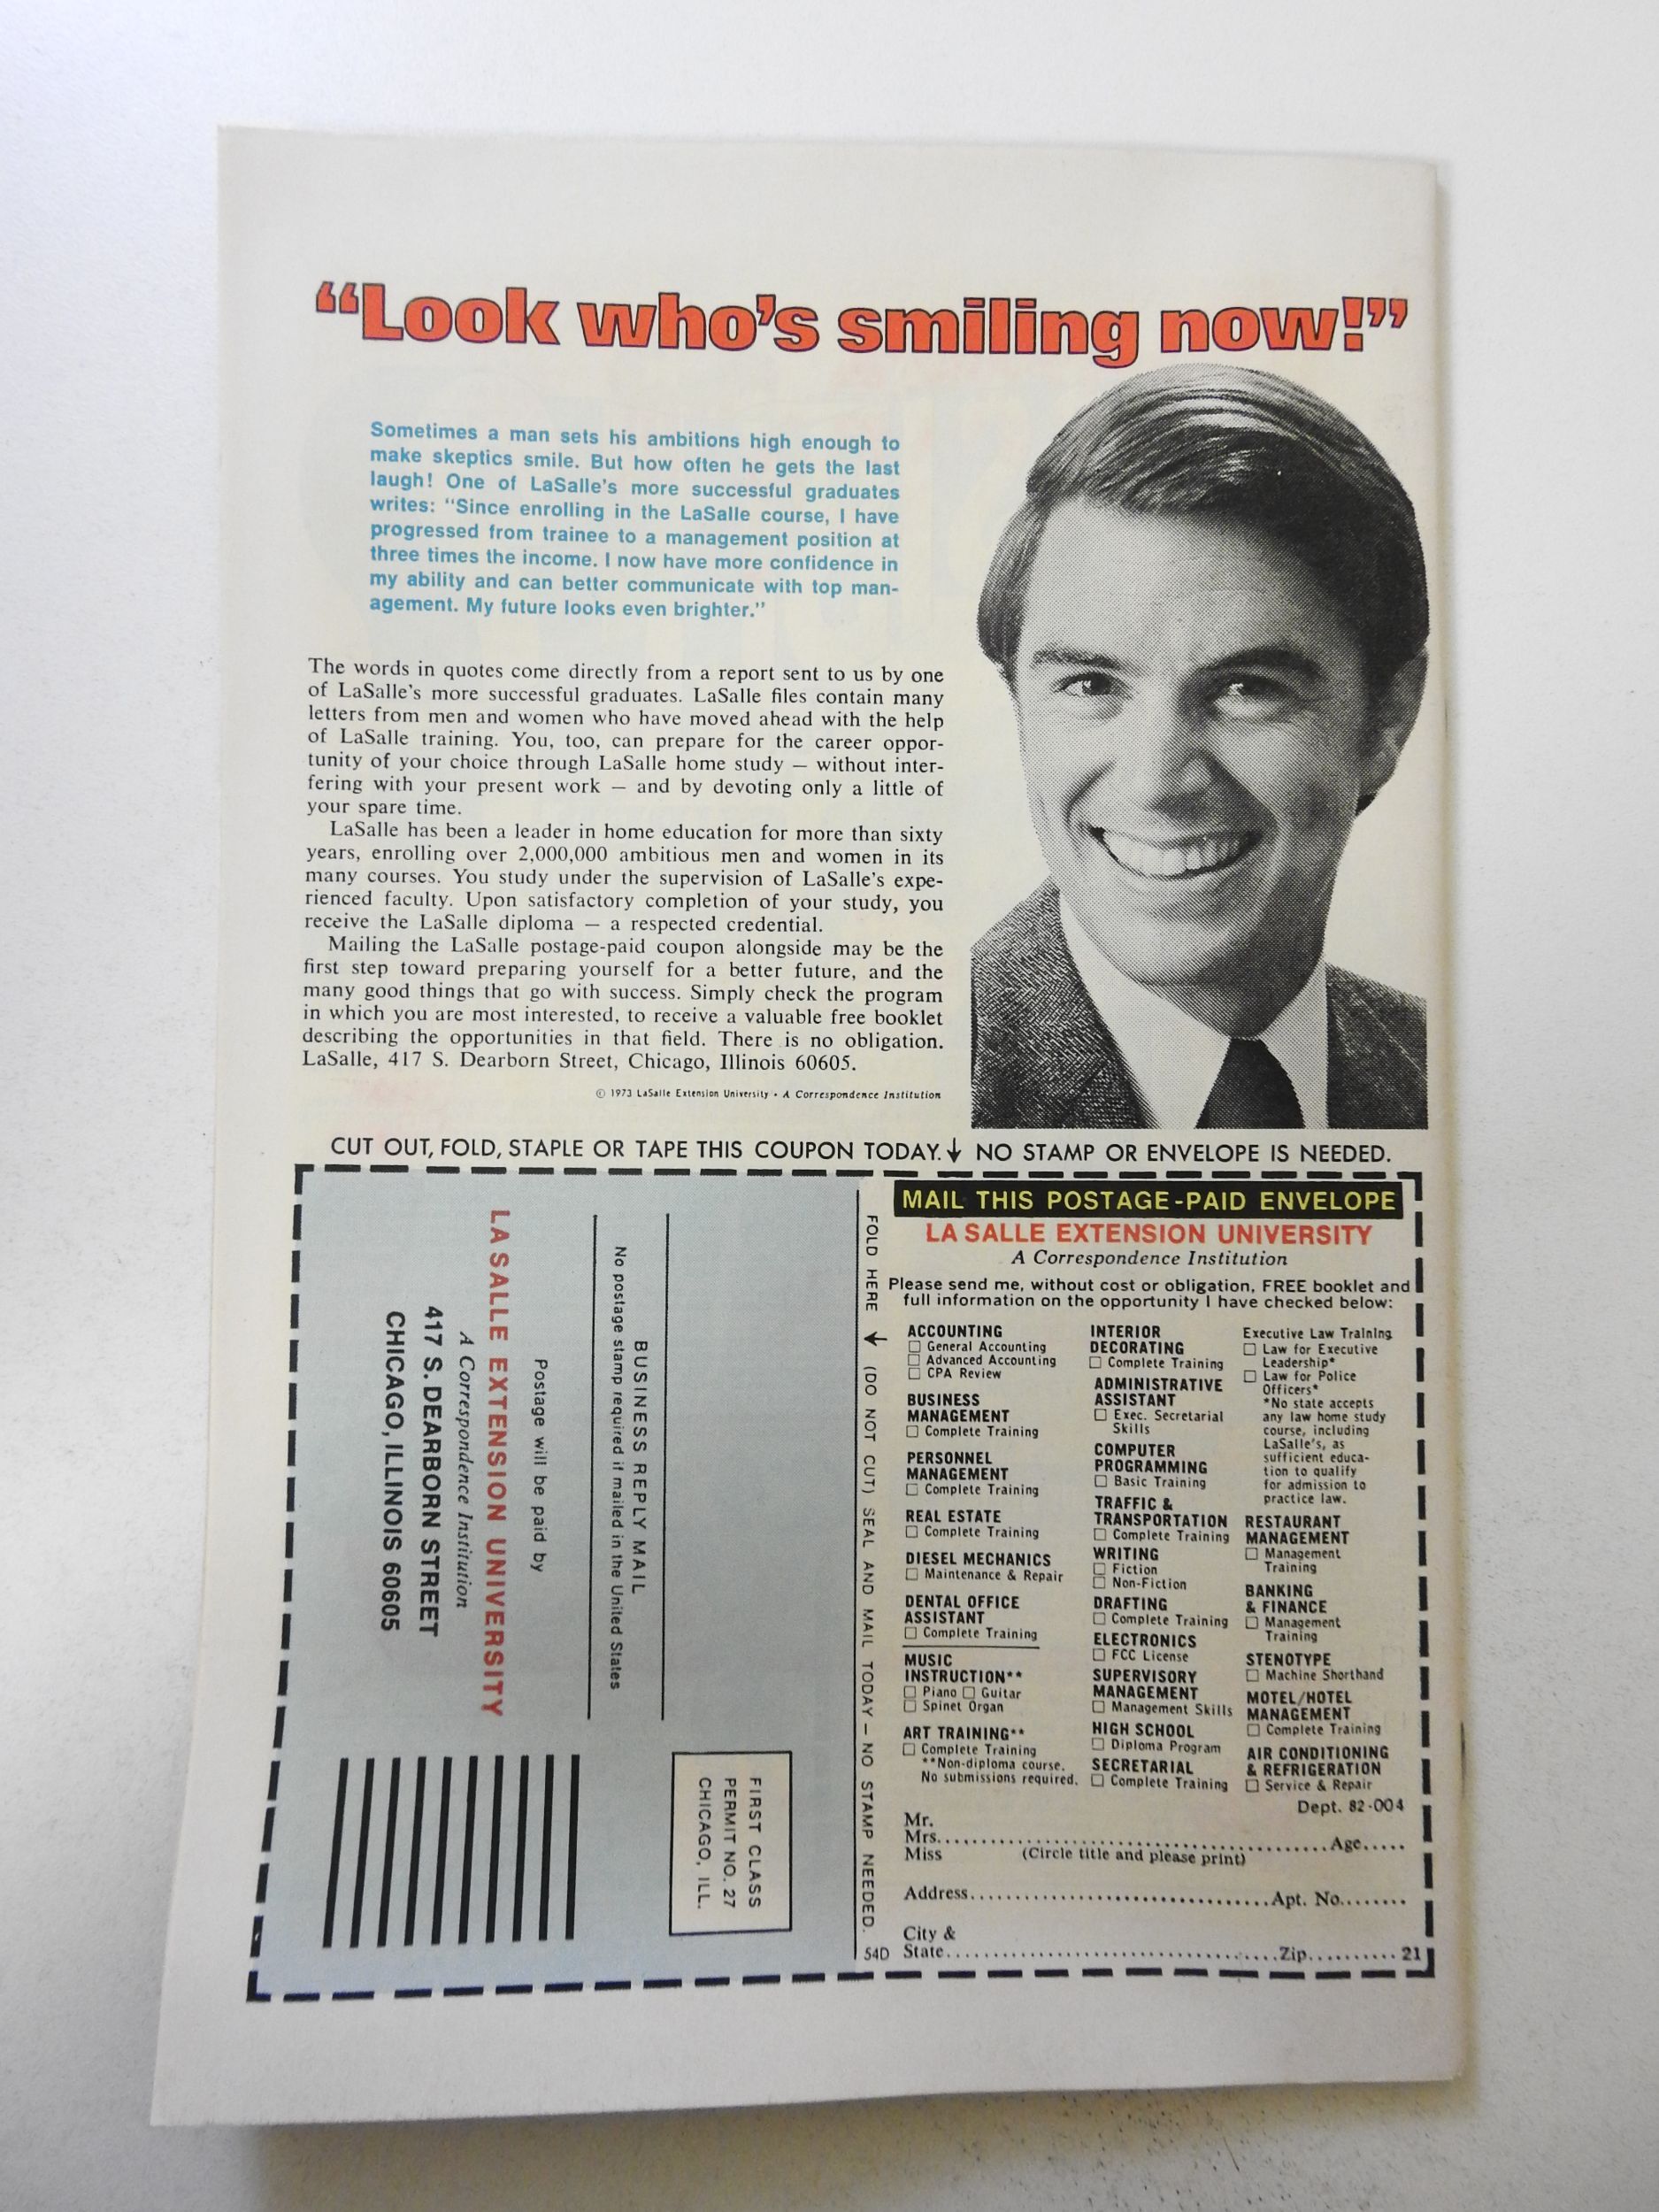 “Look who’s smiling now!”
Sometimes a man sets his ambitions high enough to
make skeptics smile. But how often he gets the last
laugh! One of LaSalle's more successful graduates
writes: “Since enrolling in the LaSalle course, I have
progressed from trainee to a management position at
three times the income. I now have more confidence in
my ability and can better communicate with top man-
agement. My future looks even brighter.”
The words in quotes come directly from a report sent to us by one
of LaSalle's more successful graduates. LaSalle files contain many
letters from men and women who have moved ahead with the help
of LaSalle training. You, too, can prepare for the career oppor-
tunity of your choice through LaSalle home study — without inter-
fering with your present work — and by devoting only a little of
your spare time.
LaSalle has been a leader in home education for more than sixty
years, enrolling over 2,000,000 ambitious men and women in its
many courses. You study under the supervision of LaSalle's expe-
rienced faculty. Upon satisfactory completion of your study, you
receive the LaSalle diploma — a respected credential.
Mailing the LaSalle postage-paid coupon alongside may be the
first step toward preparing yourself for a better future, and the
many good things that go with success. Simply check the program
in which you are most interested, to receive a valuable free booklet
describing the opportunities in that field. There is no obligation.
LaSalle, 417 S. Dearborn Street, Chicago, Illinois 60605.
© 1973 LaSalle Extension University • A Correspondence Institution
CUT OUT, FOLD, STAPLE OR TAPE THIS COUPON TODAY. ↓ NO STAMP OR ENVELOPE IS NEEDED.
FIRST CLASS
PERMIT NO. 27
CHICAGO, ILL.
BUSINESS REPLY MAIL
No postage stamp required if mailed in the United States
Postage will be paid by
LA SALLE EXTENSION UNIVERSITY
A Correspondence Institution
417 S. DEARBORN STREET
CHICAGO, ILLINOIS 60605
FOLD HERE ↓ (DO NOT CUT) SEAL AND MAIL TODAY — NO STAMP NEEDED.
MAIL THIS POSTAGE-PAID ENVELOPE
LA SALLE EXTENSION UNIVERSITY
A Correspondence Institution
Please send me, without cost or obligation, FREE booklet and
full information on the opportunity I have checked below:
ACCOUNTING
☐ General Accounting
☐ Advanced Accounting
☐ CPA Review
BUSINESS
MANAGEMENT
☐ Complete Training
PERSONNEL
MANAGEMENT
☐ Complete Training
REAL ESTATE
☐ Complete Training
DIESEL MECHANICS
☐ Maintenance & Repair
DENTAL OFFICE
ASSISTANT
☐ Complete Training
MUSIC
INSTRUCTION**
☐ Piano ☐ Guitar
☐ Spinet Organ
ART TRAINING**
☐ Complete Training
**Non-diploma course.
No submissions required.
INTERIOR
DECORATING
☐ Complete Training
ADMINISTRATIVE
ASSISTANT
☐ Exec. Secretarial
Skills
COMPUTER
PROGRAMMING
☐ Basic Training
TRAFFIC &
TRANSPORTATION
☐ Complete Training
WRITING
☐ Fiction
☐ Non-Fiction
DRAFTING
☐ Complete Training
ELECTRONICS
☐ FCC License
SUPERVISORY
MANAGEMENT
☐ Management Skills
HIGH SCHOOL
☐ Diploma Program
SECRETARIAL
☐ Complete Training
Executive Law Training
☐ Law for Executive
Leadership*
☐ Law for Police
Officers*
*No state accepts
any law home study
course, including
LaSalle's, as
sufficient educa-
tion to qualify
for admission to
practice law.
RESTAURANT
MANAGEMENT
☐ Management
Training
BANKING
& FINANCE
☐ Management
Training
STENOTYPE
☐ Machine Shorthand
MOTEL/HOTEL
MANAGEMENT
☐ Complete Training
AIR CONDITIONING
& REFRIGERATION
☐ Service & Repair
Dept. 82-004
Mr.
Mrs. Age
Miss (Circle title and please print)
Address Apt. No.
City &
54D State Zip 21